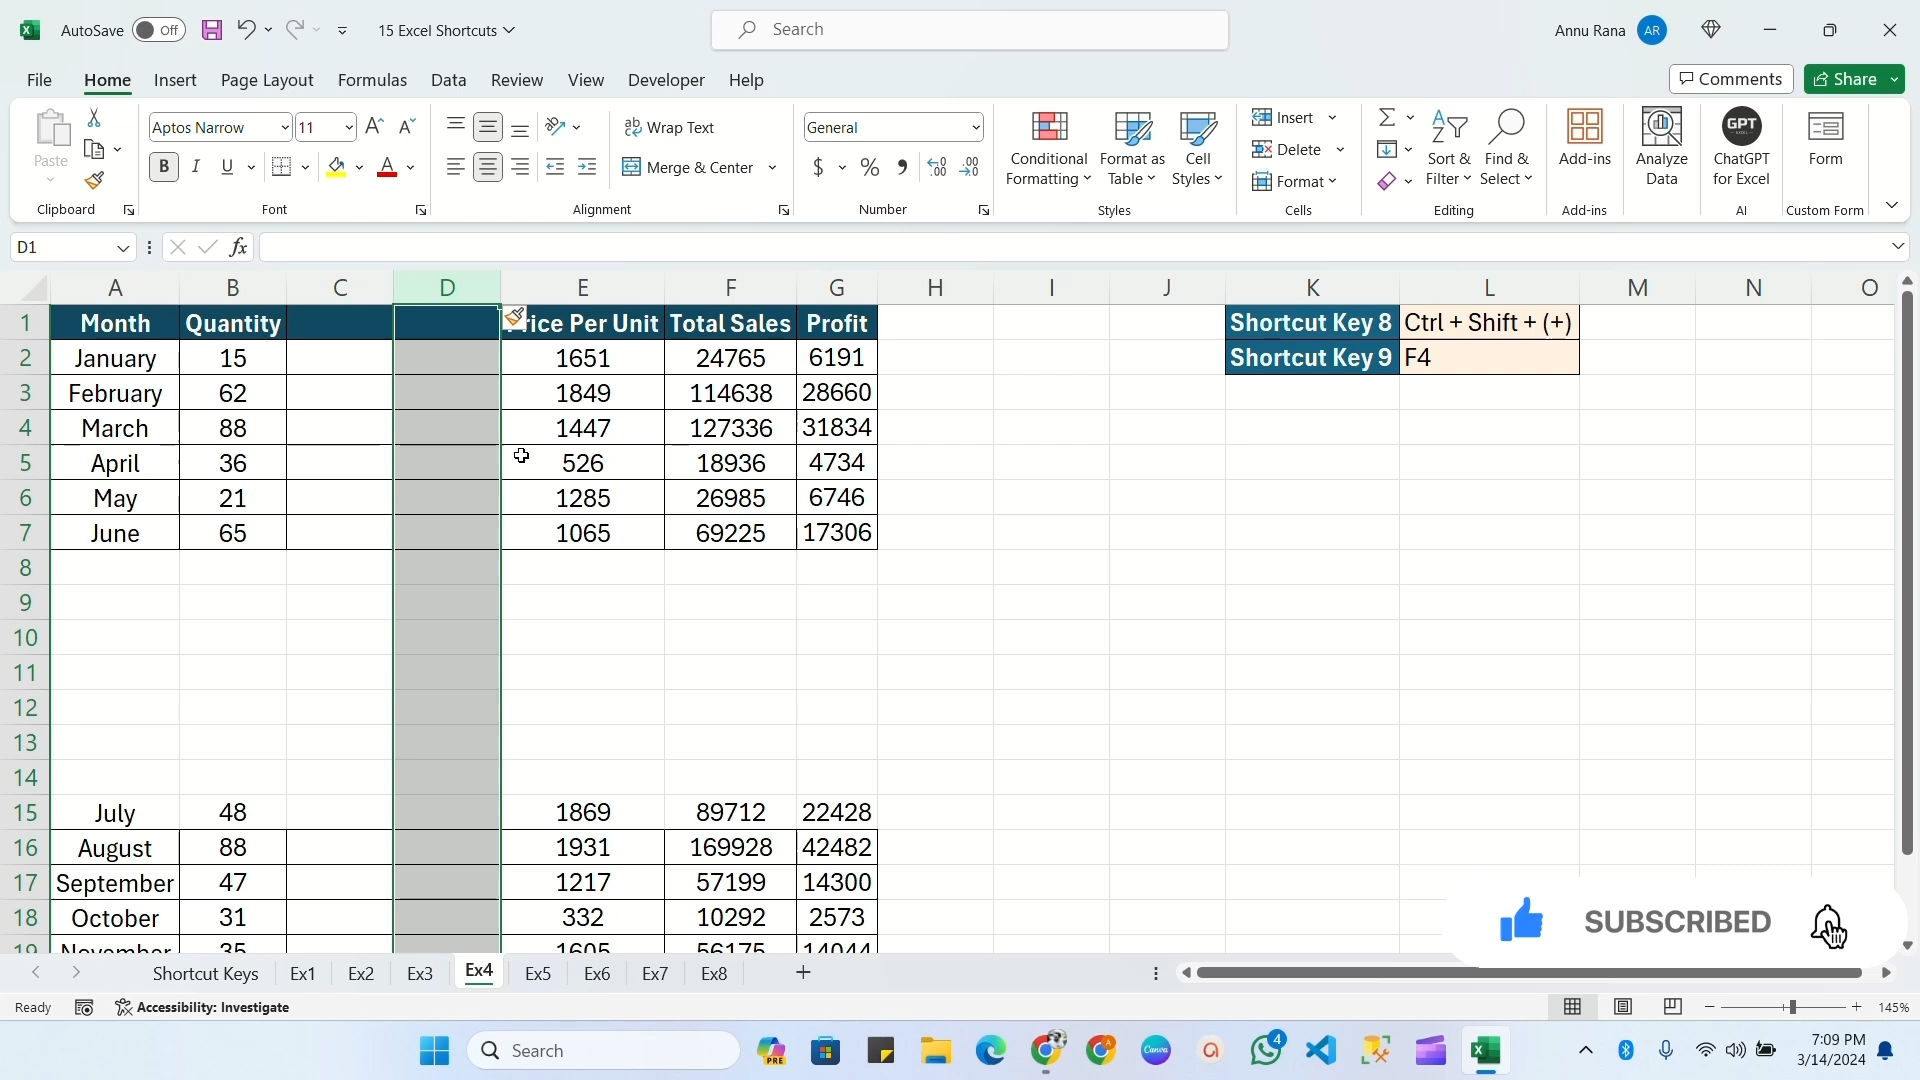 AutoSave Off 15 Excel Shortcuts Search Annu Rana AR
File Home Insert Page Layout Formulas Data Review View Developer Help Comments Share
Paste
Clipboard
Aptos Narrow 11
B I U A
Font
Wrap Text
Merge & Center
Alignment
General
$ % ,
Number
Conditional Formatting
Format as Table
Cell Styles
Styles
Insert
Delete
Format
Cells
Sort & Filter
Find & Select
Editing
Add-ins
Add-ins
Analyze Data
GPT
ChatGPT for Excel
AI
Form
Custom Form
D1 fx
A B C D E F G H I J K L M N O
1 Month Quantity rice Per Unit Total Sales Profit Shortcut Key 8 Ctrl + Shift + (+)
2 January 15 1651 24765 6191 Shortcut Key 9 F4
3 February 62 1849 114638 28660
4 March 88 1447 127336 31834
5 April 36 526 18936 4734
6 May 21 1285 26985 6746
7 June 65 1065 69225 17306
8
9
10
11
12
13
14
15 July 48 1869 89712 22428
16 August 88 1931 169928 42482
17 September 47 1217 57199 14300
18 October 31 332 10292 2573
19 November 35 1605 56175 14044
SUBSCRIBED
Shortcut Keys Ex1 Ex2 Ex3 Ex4 Ex5 Ex6 Ex7 Ex8
Ready Accessibility: Investigate 145%
Search PRE Canva 4 7:09 PM
3/14/2024